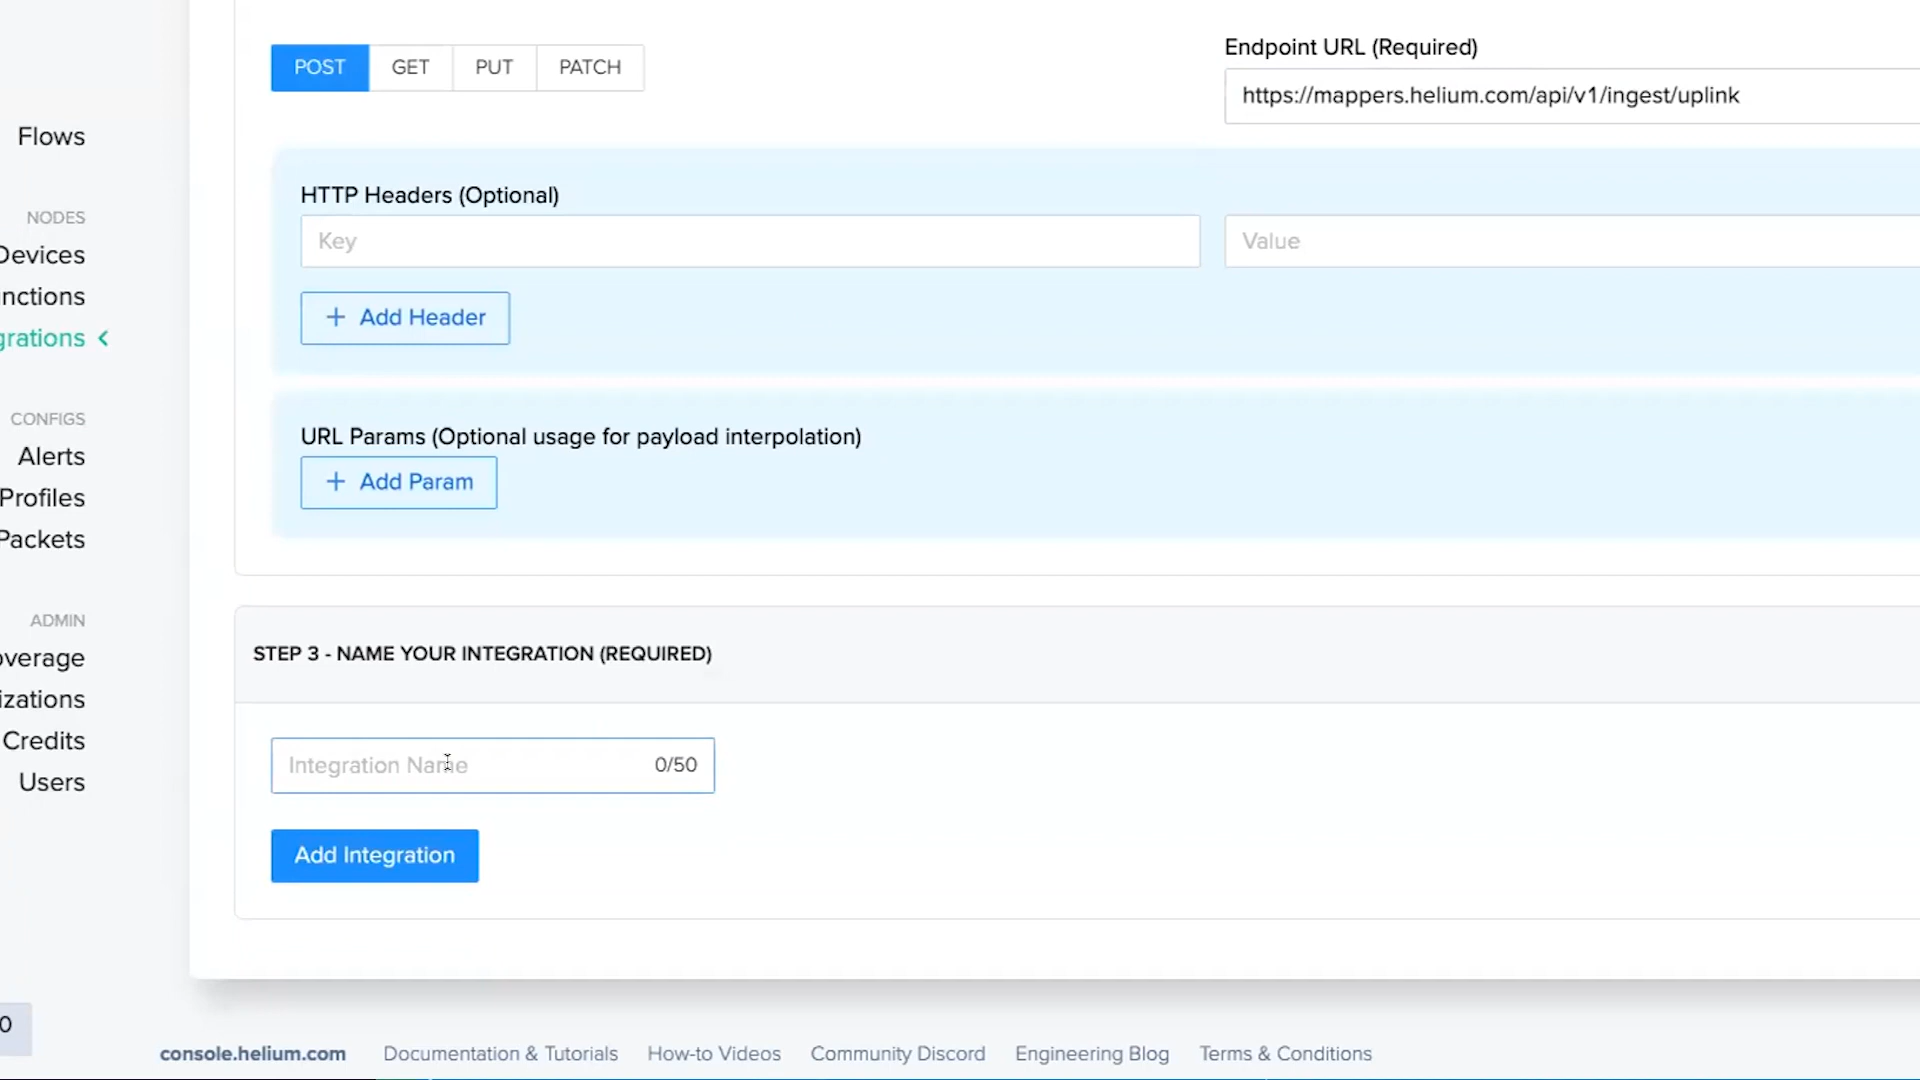 POST GET PUT PATCH
Endpoint URL (Required)
https://mappers.helium.com/api/v1/ingest/uplink
HTTP Headers (Optional)
Key
Value
+ Add Header
URL Params (Optional usage for payload interpolation)
+ Add Param
STEP 3 - NAME YOUR INTEGRATION (REQUIRED)
Integration Name 0/50
Add Integration
Flows
NODES
Devices
nctions
grations <
CONFIGS
Alerts
Profiles
Packets
ADMIN
overage
izations
Credits
Users
0
console.helium.com Documentation & Tutorials How-to Videos Community Discord Engineering Blog Terms & Conditions